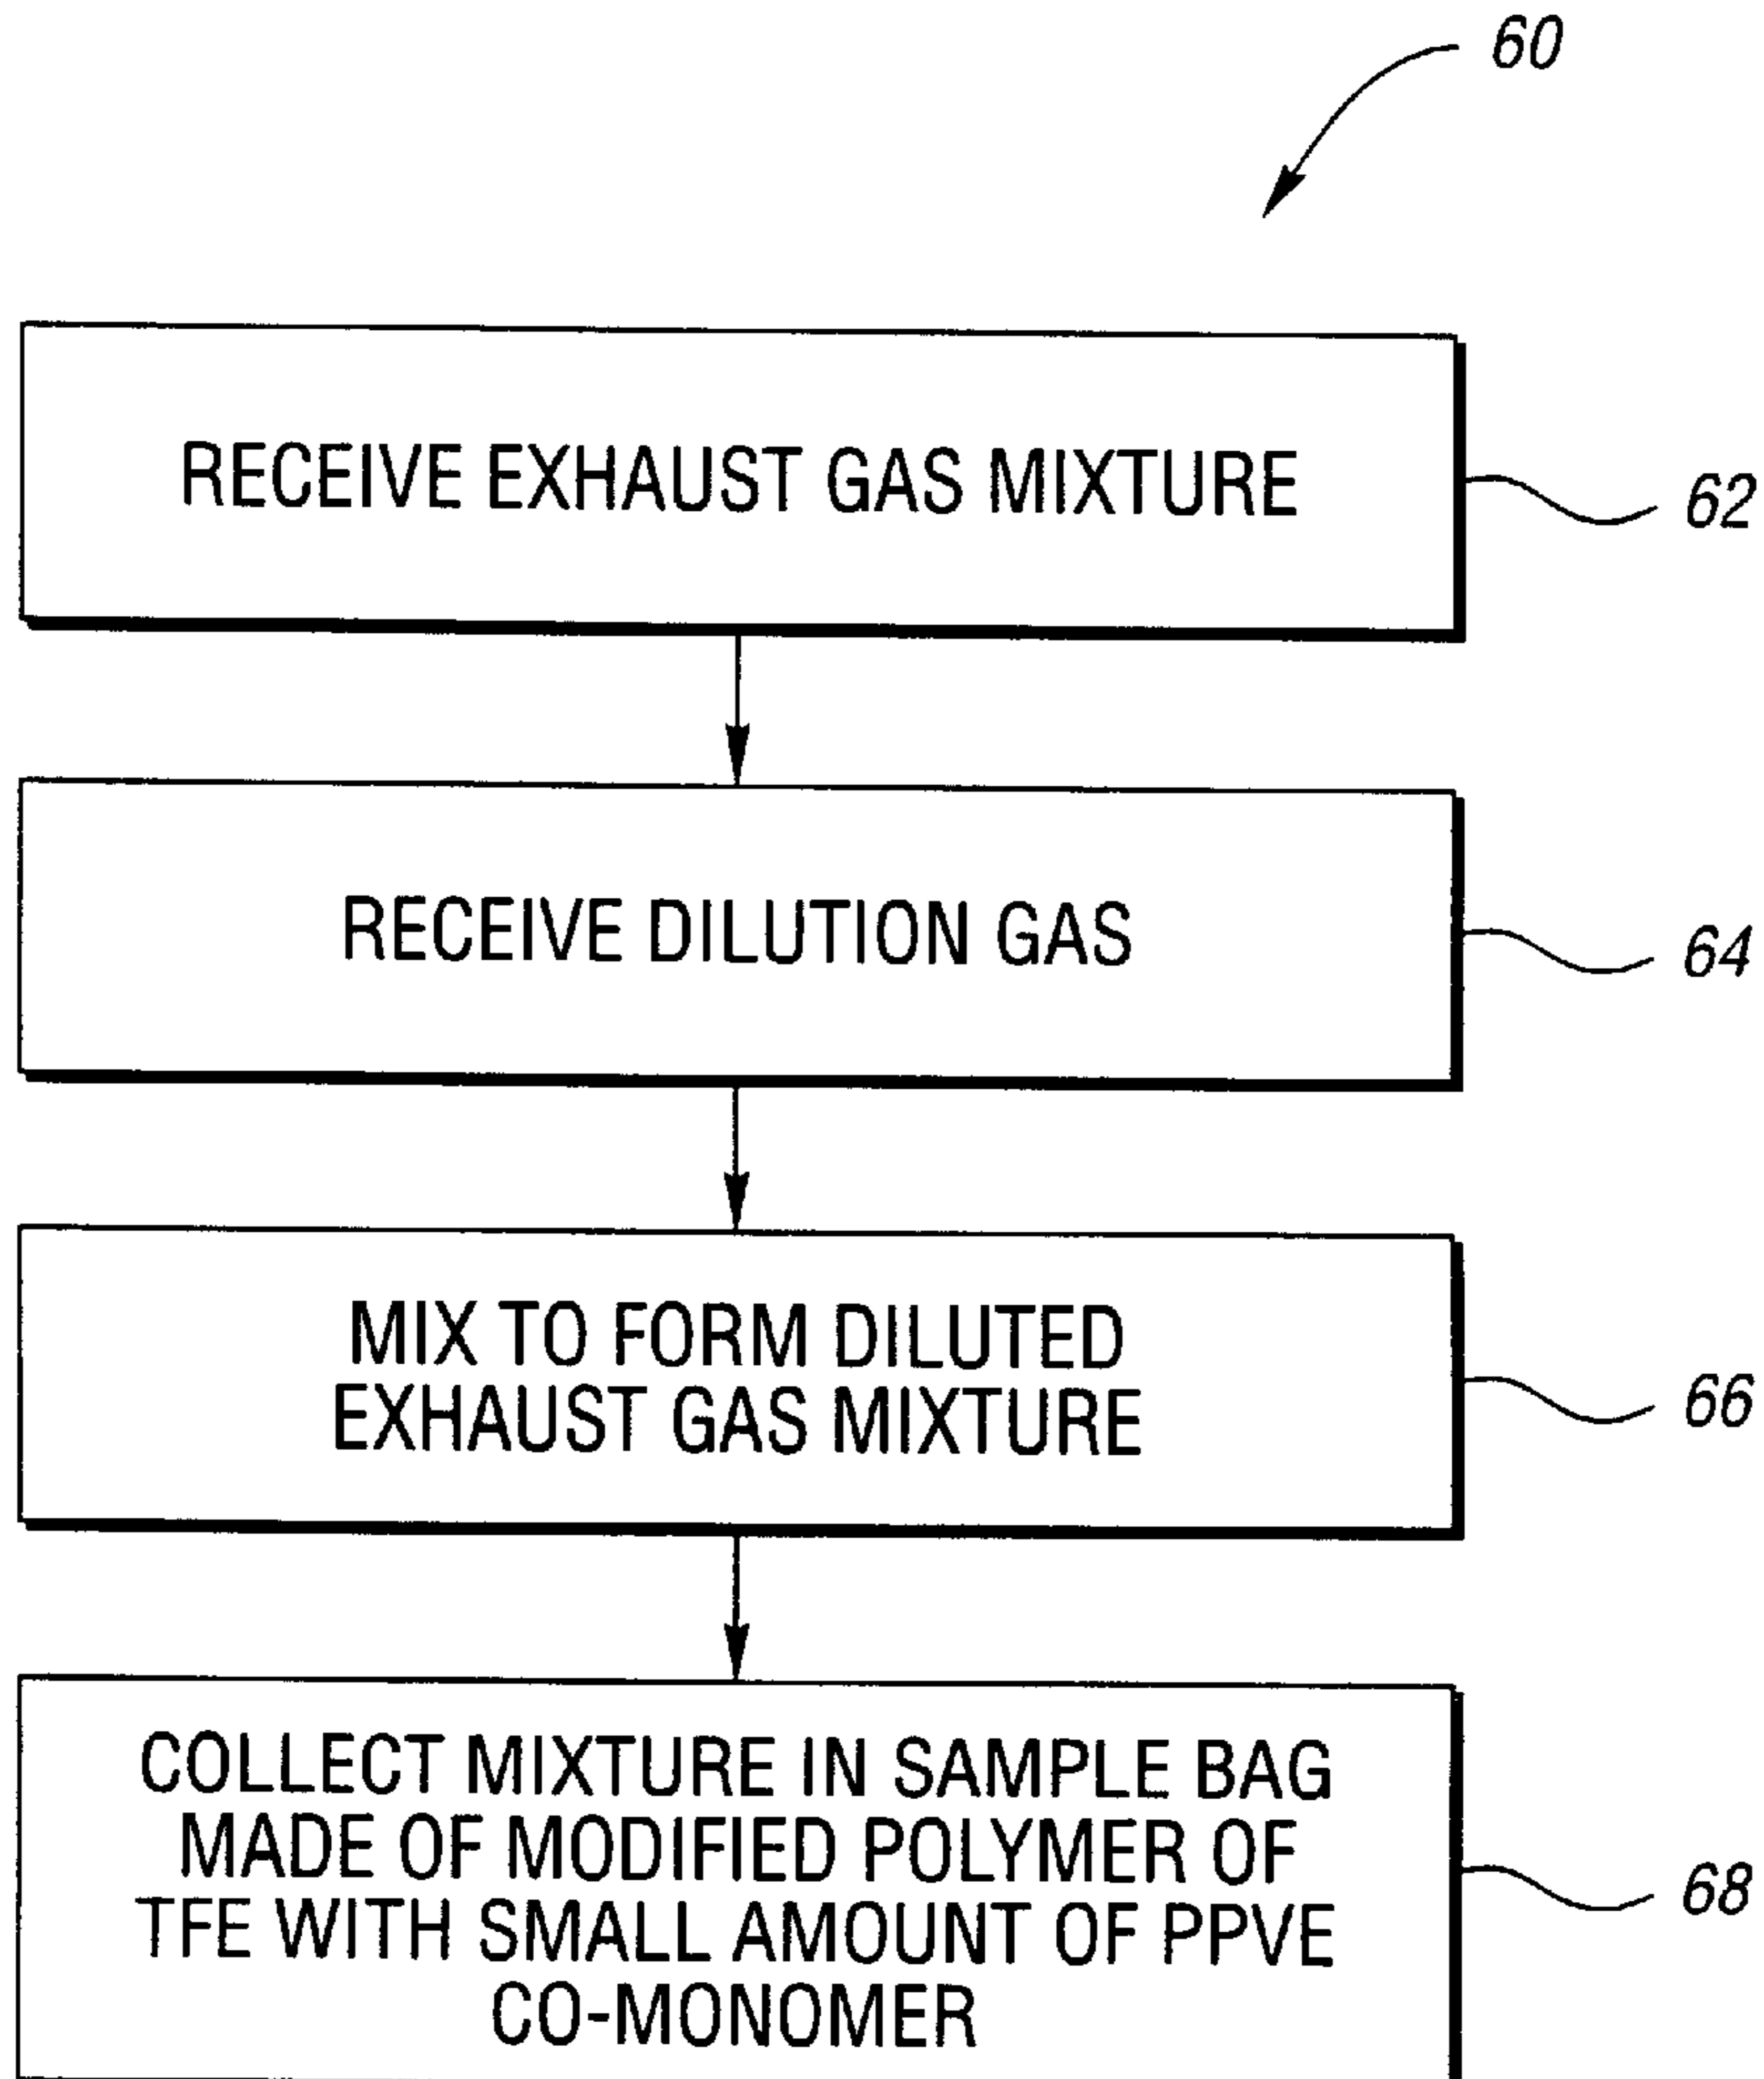 60
RECEIVE EXHAUST GAS MIXTURE
62
RECEIVE DILUTION GAS
64
MIX TO FORM DILUTED
EXHAUST GAS MIXTURE
66
COLLECT MIXTURE IN SAMPLE BAG
MADE OF MODIFIED POLYMER OF
TFE WITH SMALL AMOUNT OF PPVE
CO-MONOMER
68